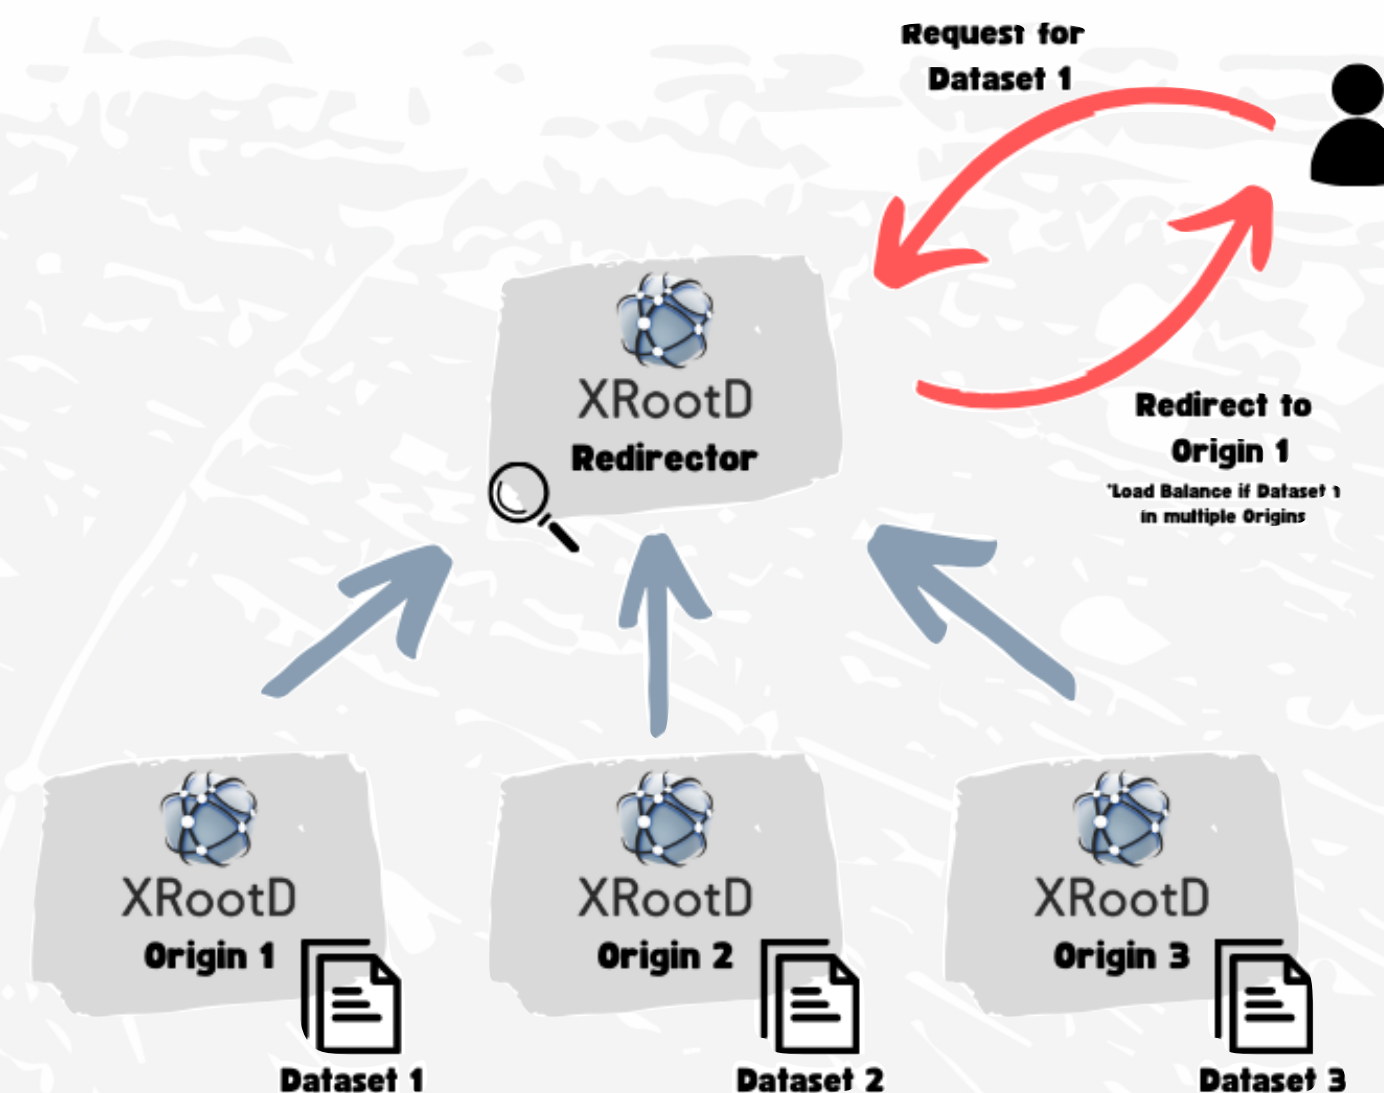 Request for
Dataset 1
XRootD
Redirector
Redirect to
Origin 1
*Load Balance if Dataset 1
in multiple Origins
XRootD
Origin 1
Dataset 1
XRootD
Origin 2
Dataset 2
XRootD
Origin 3
Dataset 3